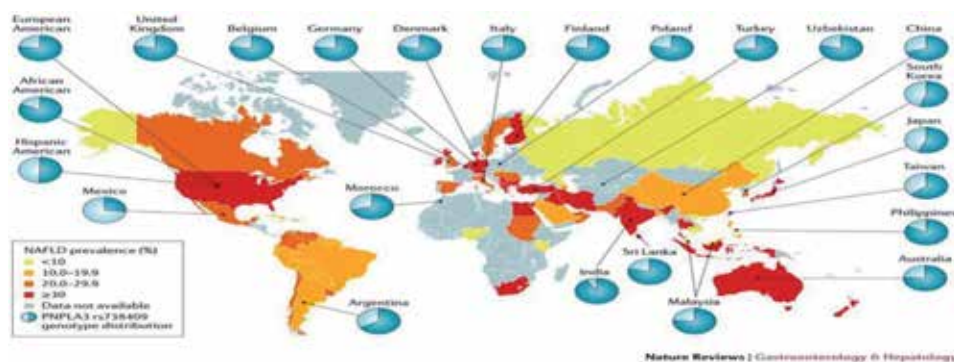 European American
United Kingdom
Belgium
Germany
Denmark
Italy
Finland
Poland
Turkey
Uzbekistan
China
African American
South Korea
Hispanic American
Japan
Mexico
Morocco
Taiwan
Philippines
NAFLD prevalence (%)
<10
10.0–19.9
20.0–29.9
≥30
Data not available
PNPLA3 rs738409
genotype distribution
Sri Lanka
India
Australia
Argentina
Malaysia
Nature Reviews | Gastroenterology & Hepatology